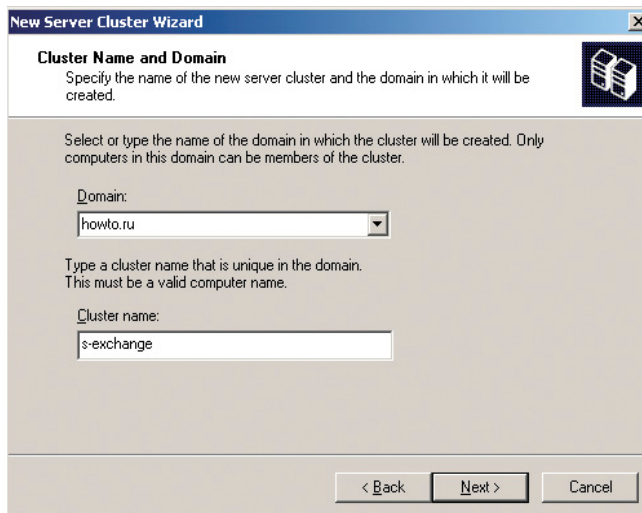 New Server Cluster Wizard
Cluster Name and Domain
Specify the name of the new server cluster and the domain in which it will be
created.
Select or type the name of the domain in which the cluster will be created. Only
computers in this domain can be members of the cluster.
Domain:
howto.ru
Type a cluster name that is unique in the domain.
This must be a valid computer name.
Cluster name:
s-exchange
< Back Next > Cancel